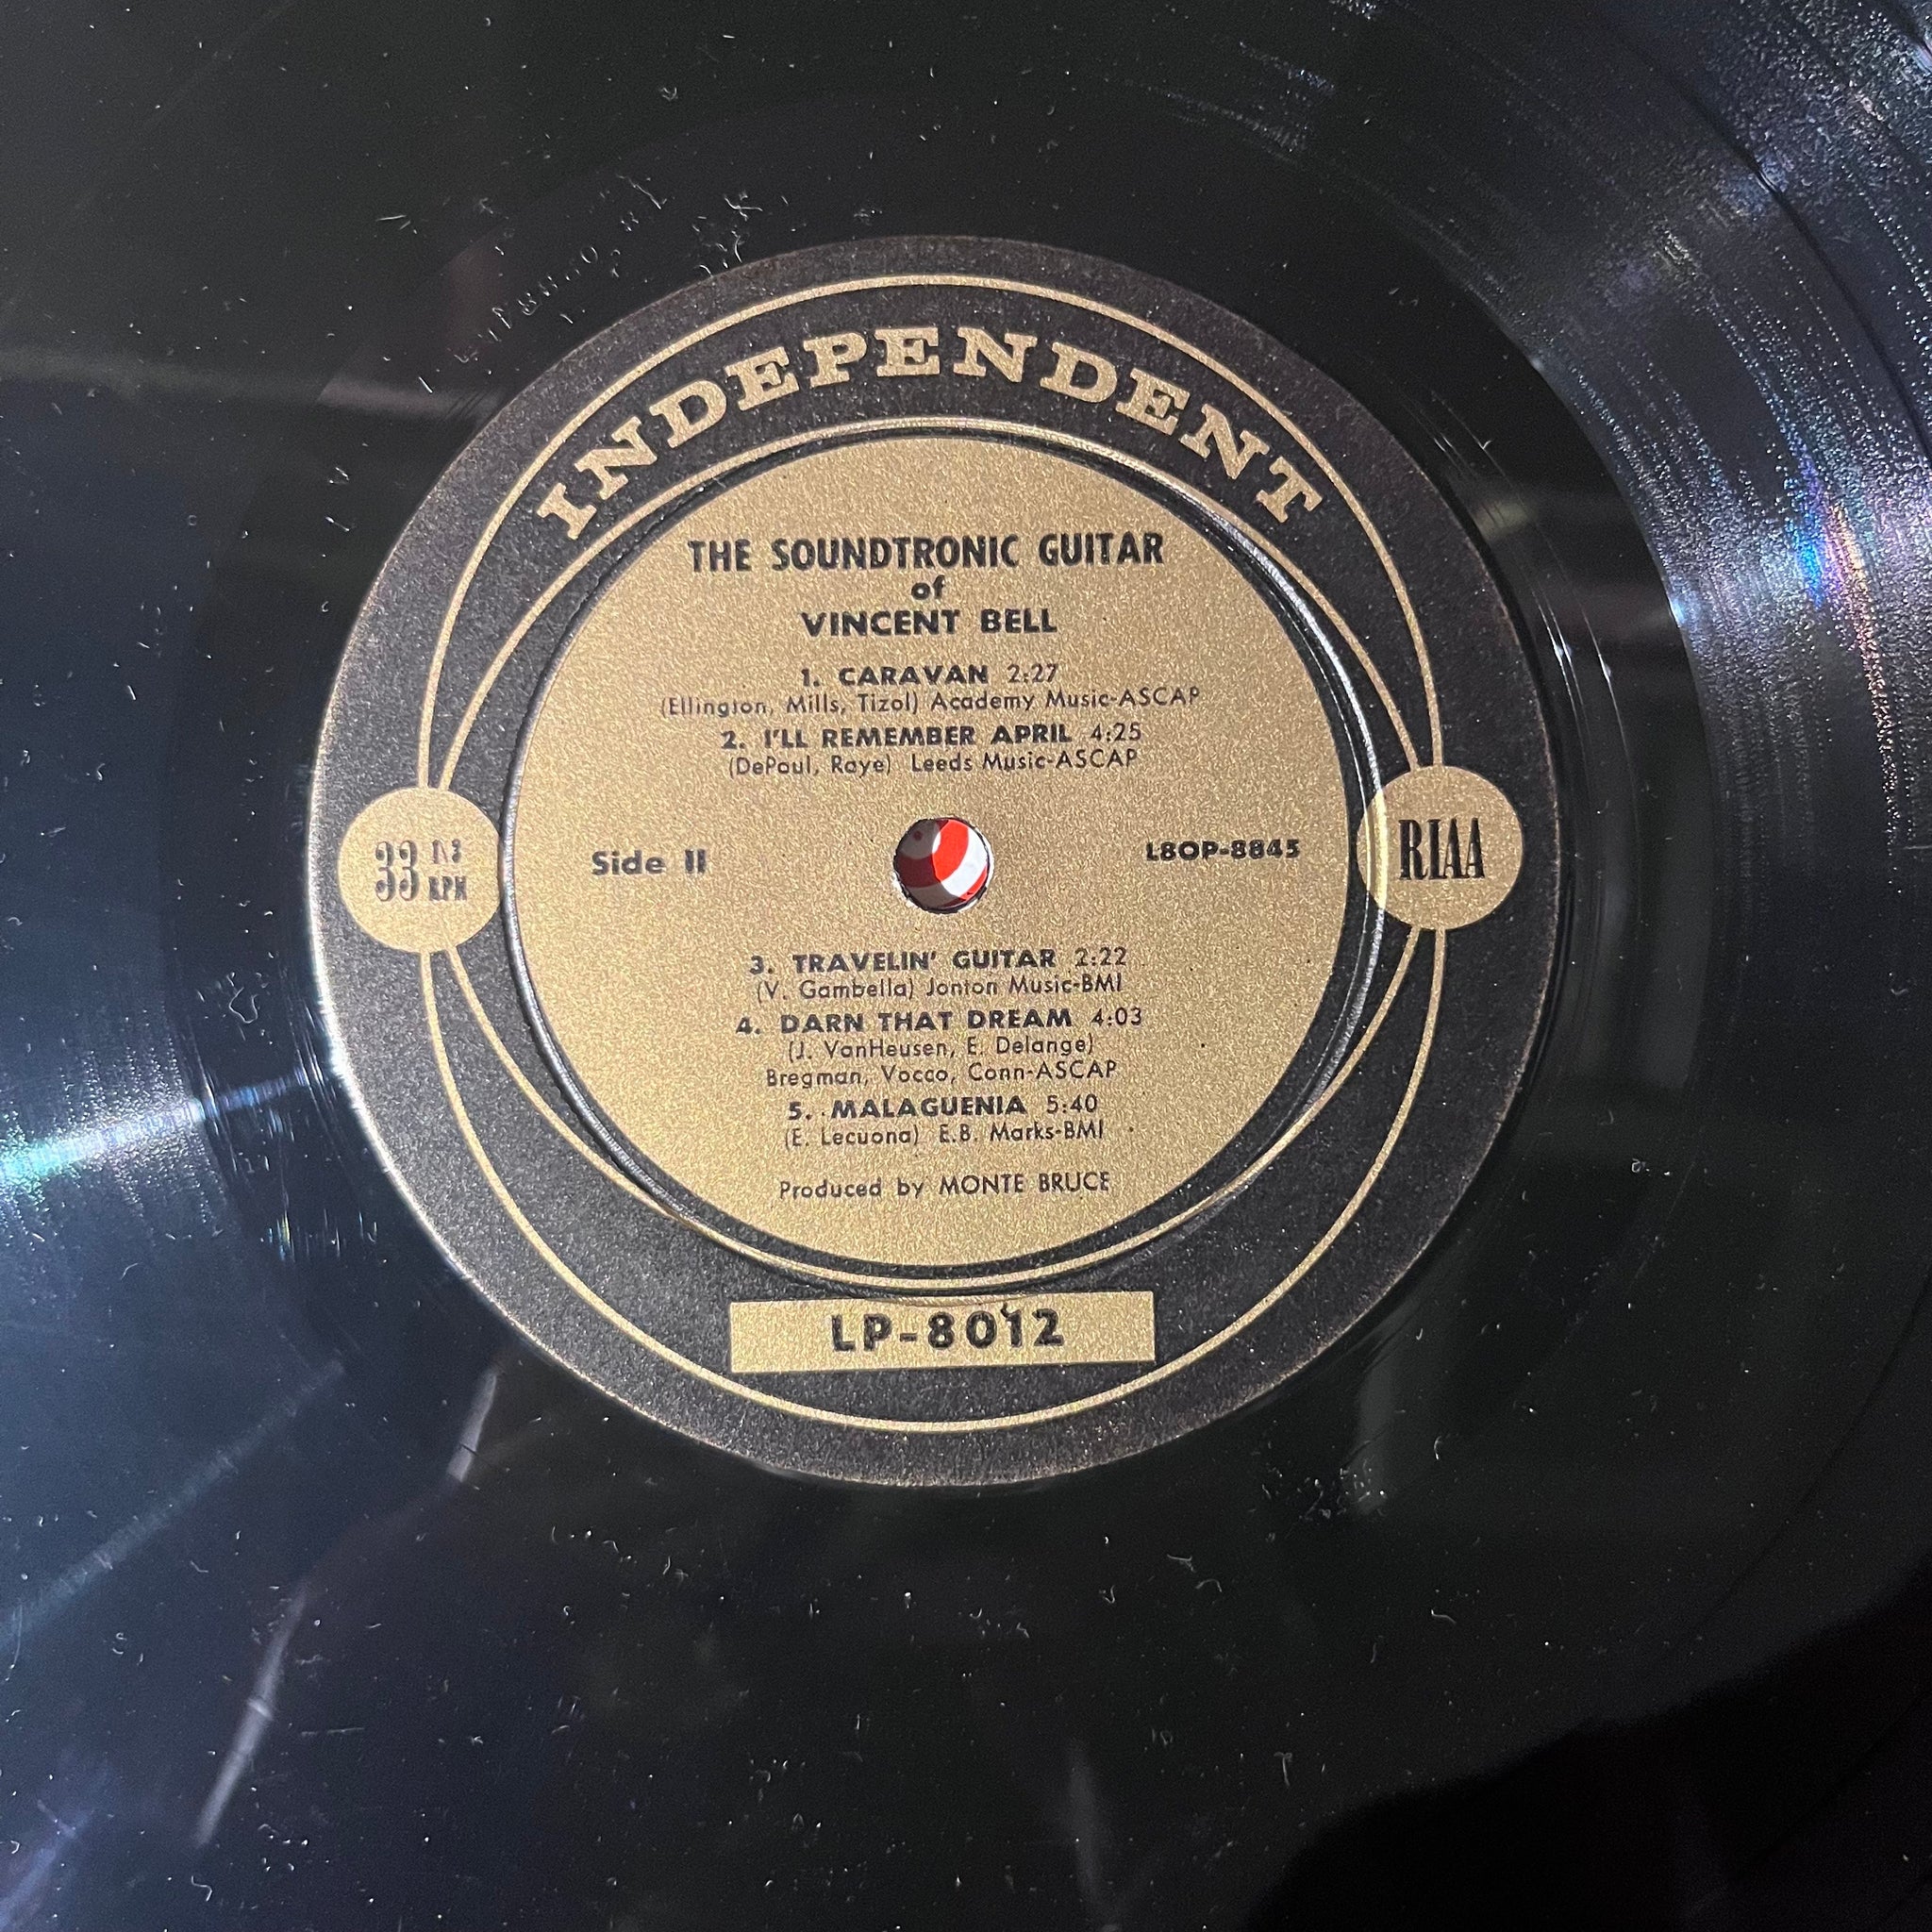 INDEPENDENT
THE SOUNDTRONIC GUITAR
of
VINCENT BELL
1. CARAVAN 2:27
(Ellington, Mills, Tizol) Academy Music-ASCAP
2. I'LL REMEMBER APRIL 4:25
(DePaul, Raye) Leeds Music-ASCAP
33 1/3
RPM
Side II
L8OP-8845
RIAA
3. TRAVELIN' GUITAR 2:22
(V. Gambella) Jonton Music-BMI
4. DARN THAT DREAM 4:03
(J. VanHeusen, E. Delange)
Bregman, Vocco, Conn-ASCAP
5. MALAGUENIA 5:40
(E. Lecuona) E.B. Marks-BMI
Produced by MONTE BRUCE
LP-8012